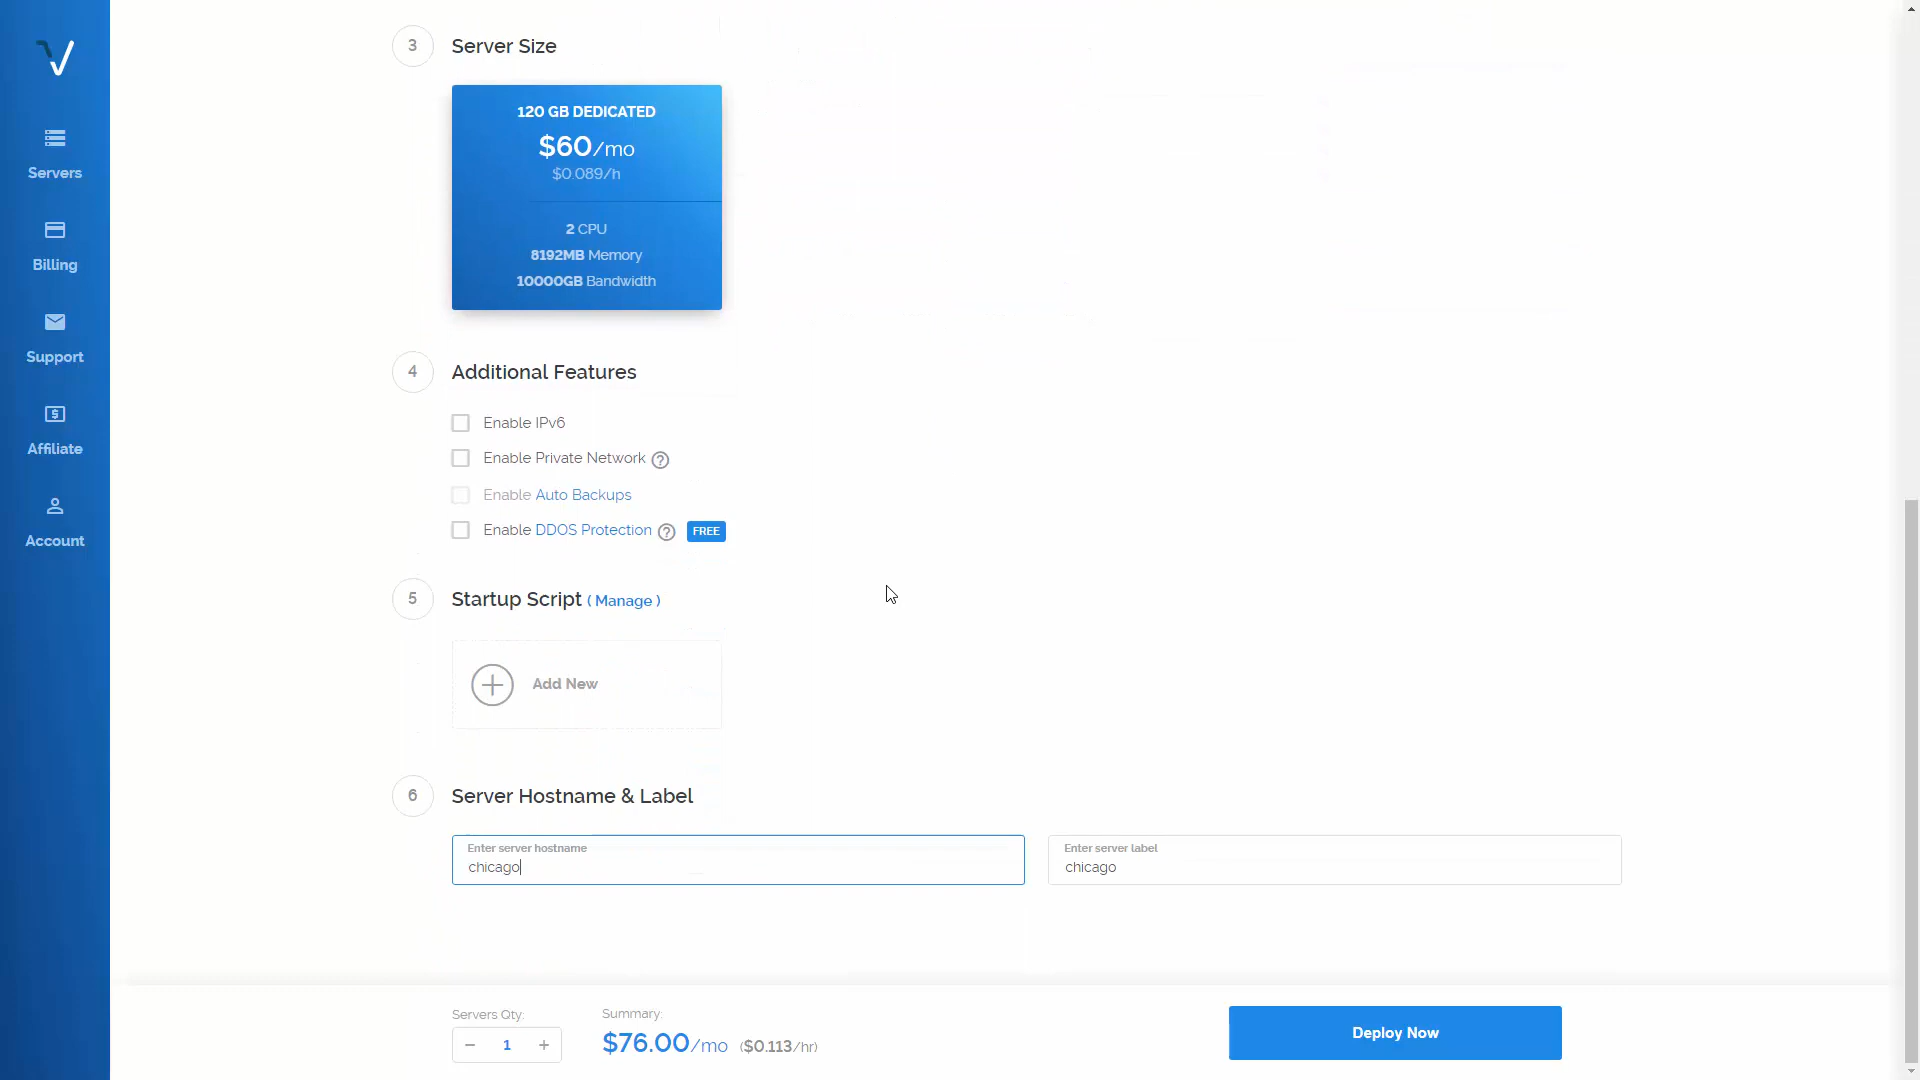 Servers
Billing
Support
Affiliate
Account
3 Server Size
120 GB DEDICATED
$60/mo
$0.089/h
2 CPU
8192MB Memory
10000GB Bandwidth
4 Additional Features
Enable IPv6
Enable Private Network ?
Enable Auto Backups
Enable DDOS Protection ? FREE
5 Startup Script ( Manage )
Add New
6 Server Hostname & Label
Enter server hostname
chicago
Enter server label
chicago
Servers Qty:
− 1 +
Summary:
$76.00/mo ($0.113/hr)
Deploy Now